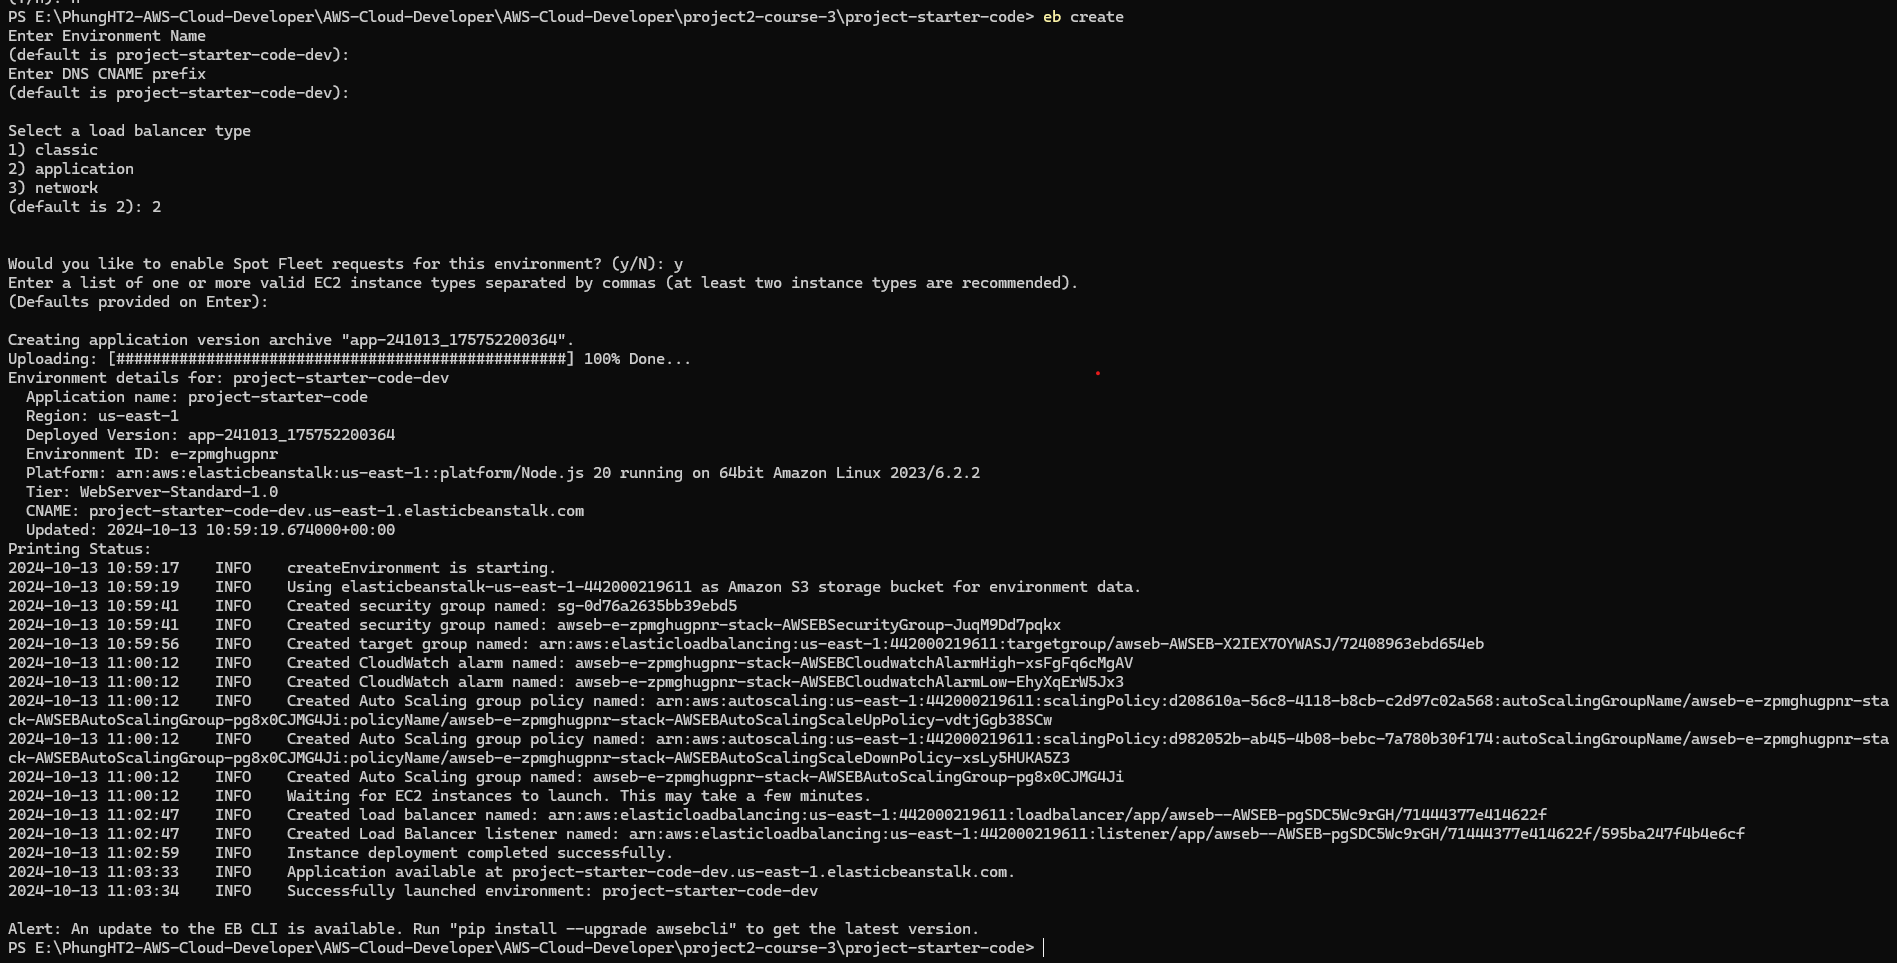 PS E:\PhungHT2-AWS-Cloud-Developer\AWS-Cloud-Developer\AWS-Cloud-Developer\project2-course-3\project-starter-code> eb create
Enter Environment Name
(default is project-starter-code-dev):
Enter DNS CNAME prefix
(default is project-starter-code-dev):
Select a load balancer type
1) classic
2) application
3) network
(default is 2): 2
Would you like to enable Spot Fleet requests for this environment? (y/N): y
Enter a list of one or more valid EC2 instance types separated by commas (at least two instance types are recommended).
(Defaults provided on Enter):
Creating application version archive "app-241013_175752200364".
Uploading: [##################################################] 100% Done...
Environment details for: project-starter-code-dev
  Application name: project-starter-code
  Region: us-east-1
  Deployed Version: app-241013_175752200364
  Environment ID: e-zpmghugpnr
  Platform: arn:aws:elasticbeanstalk:us-east-1::platform/Node.js 20 running on 64bit Amazon Linux 2023/6.2.2
  Tier: WebServer-Standard-1.0
  CNAME: project-starter-code-dev.us-east-1.elasticbeanstalk.com
  Updated: 2024-10-13 10:59:19.674000+00:00
Printing Status:
2024-10-13 10:59:17    INFO    createEnvironment is starting.
2024-10-13 10:59:19    INFO    Using elasticbeanstalk-us-east-1-442000219611 as Amazon S3 storage bucket for environment data.
2024-10-13 10:59:41    INFO    Created security group named: sg-0d76a2635bb39ebd5
2024-10-13 10:59:41    INFO    Created security group named: awseb-e-zpmghugpnr-stack-AWSEBSecurityGroup-JuqM9Dd7pqkx
2024-10-13 10:59:56    INFO    Created target group named: arn:aws:elasticloadbalancing:us-east-1:442000219611:targetgroup/awseb-AWSEB-X2IEX7OYWASJ/72408963ebd654eb
2024-10-13 11:00:12    INFO    Created CloudWatch alarm named: awseb-e-zpmghugpnr-stack-AWSEBCloudwatchAlarmHigh-xsFgFq6cMgAV
2024-10-13 11:00:12    INFO    Created CloudWatch alarm named: awseb-e-zpmghugpnr-stack-AWSEBCloudwatchAlarmLow-EhyXqErW5Jx3
2024-10-13 11:00:12    INFO    Created Auto Scaling group policy named: arn:aws:autoscaling:us-east-1:442000219611:scalingPolicy:d208610a-56c8-4118-b8cb-c2d97c02a568:autoScalingGroupName/awseb-e-zpmghugpnr-sta
ck-AWSEBAutoScalingGroup-pg8x0CJMG4Ji:policyName/awseb-e-zpmghugpnr-stack-AWSEBAutoScalingScaleUpPolicy-vdtjGgb38SCw
2024-10-13 11:00:12    INFO    Created Auto Scaling group policy named: arn:aws:autoscaling:us-east-1:442000219611:scalingPolicy:d982052b-ab45-4b08-bebc-7a780b30f174:autoScalingGroupName/awseb-e-zpmghugpnr-sta
ck-AWSEBAutoScalingGroup-pg8x0CJMG4Ji:policyName/awseb-e-zpmghugpnr-stack-AWSEBAutoScalingScaleDownPolicy-xsLy5HUKA5Z3
2024-10-13 11:00:12    INFO    Created Auto Scaling group named: awseb-e-zpmghugpnr-stack-AWSEBAutoScalingGroup-pg8x0CJMG4Ji
2024-10-13 11:00:12    INFO    Waiting for EC2 instances to launch. This may take a few minutes.
2024-10-13 11:02:47    INFO    Created load balancer named: arn:aws:elasticloadbalancing:us-east-1:442000219611:loadbalancer/app/awseb--AWSEB-pgSDC5Wc9rGH/71444377e414622f
2024-10-13 11:02:47    INFO    Created Load Balancer listener named: arn:aws:elasticloadbalancing:us-east-1:442000219611:listener/app/awseb--AWSEB-pgSDC5Wc9rGH/71444377e414622f/595ba247f4b4e6cf
2024-10-13 11:02:59    INFO    Instance deployment completed successfully.
2024-10-13 11:03:33    INFO    Application available at project-starter-code-dev.us-east-1.elasticbeanstalk.com.
2024-10-13 11:03:34    INFO    Successfully launched environment: project-starter-code-dev
Alert: An update to the EB CLI is available. Run "pip install --upgrade awsebcli" to get the latest version.
PS E:\PhungHT2-AWS-Cloud-Developer\AWS-Cloud-Developer\AWS-Cloud-Developer\project2-course-3\project-starter-code>